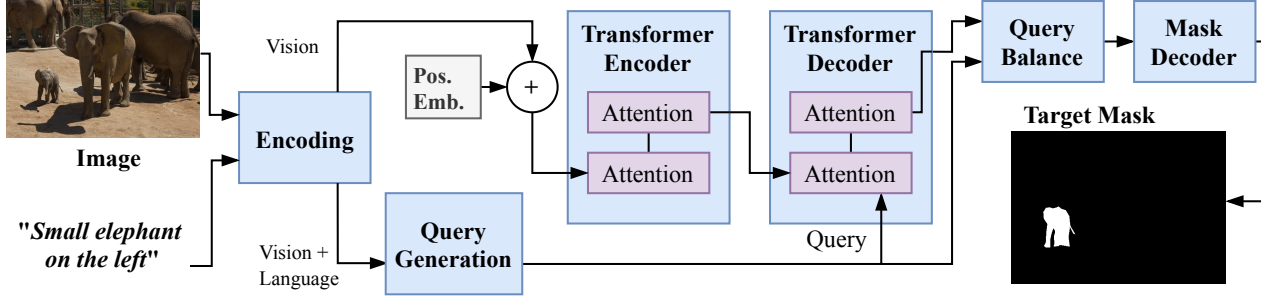 Image
"Small elephant
on the left"
Encoding
Vision
Vision +
Language
Pos.
Emb.
+
Query
Generation
Transformer
Encoder
Attention
Attention
Transformer
Decoder
Attention
Attention
Query
Query
Balance
Mask
Decoder
Target Mask